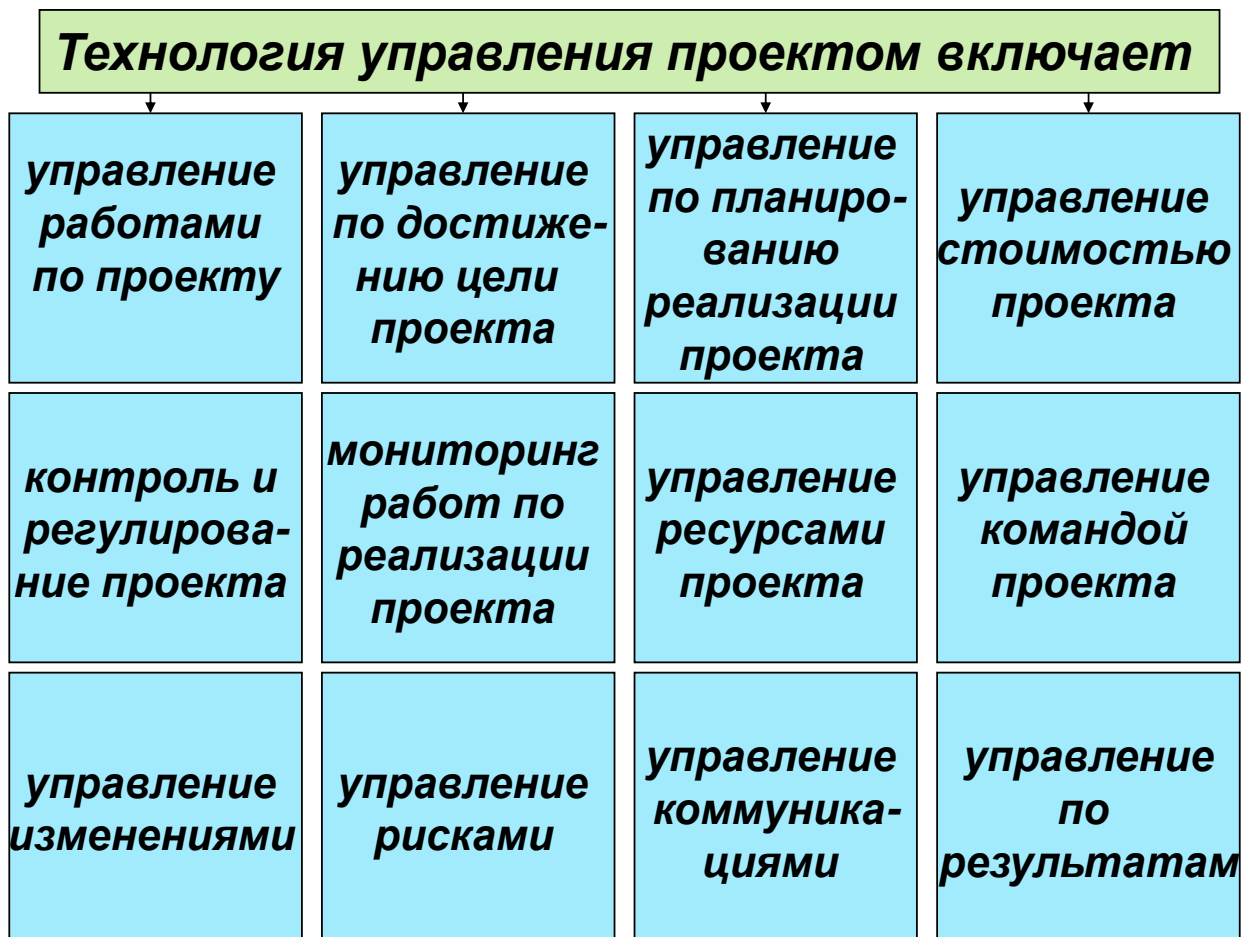 Технология управления проектом включает
управление
работами
по проекту
управление
по достиже-
нию цели
проекта
управление
по планиро-
ванию
реализации
проекта
управление
стоимостью
проекта
контроль и
регулирова-
ние проекта
мониторинг
работ по
реализации
проекта
управление
ресурсами
проекта
управление
командой
проекта
управление
изменениями
управление
рисками
управление
коммуника-
циями
управление
по
результатам